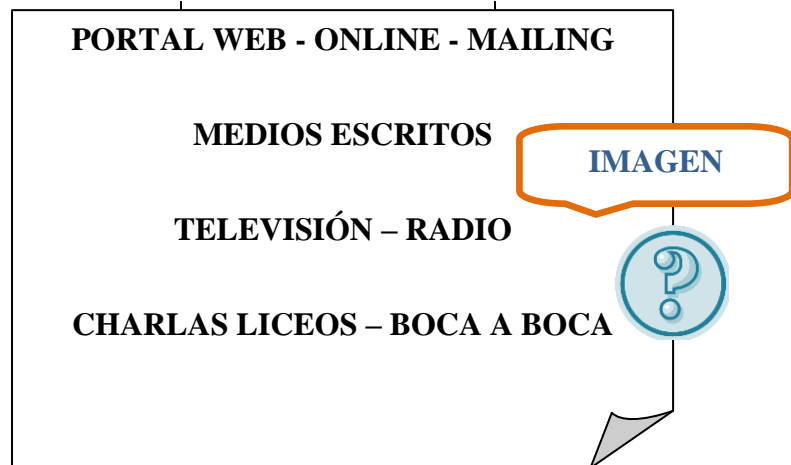 PORTAL WEB - ONLINE - MAILING
MEDIOS ESCRITOS
IMAGEN
TELEVISIÓN – RADIO
?
CHARLAS LICEOS – BOCA A BOCA